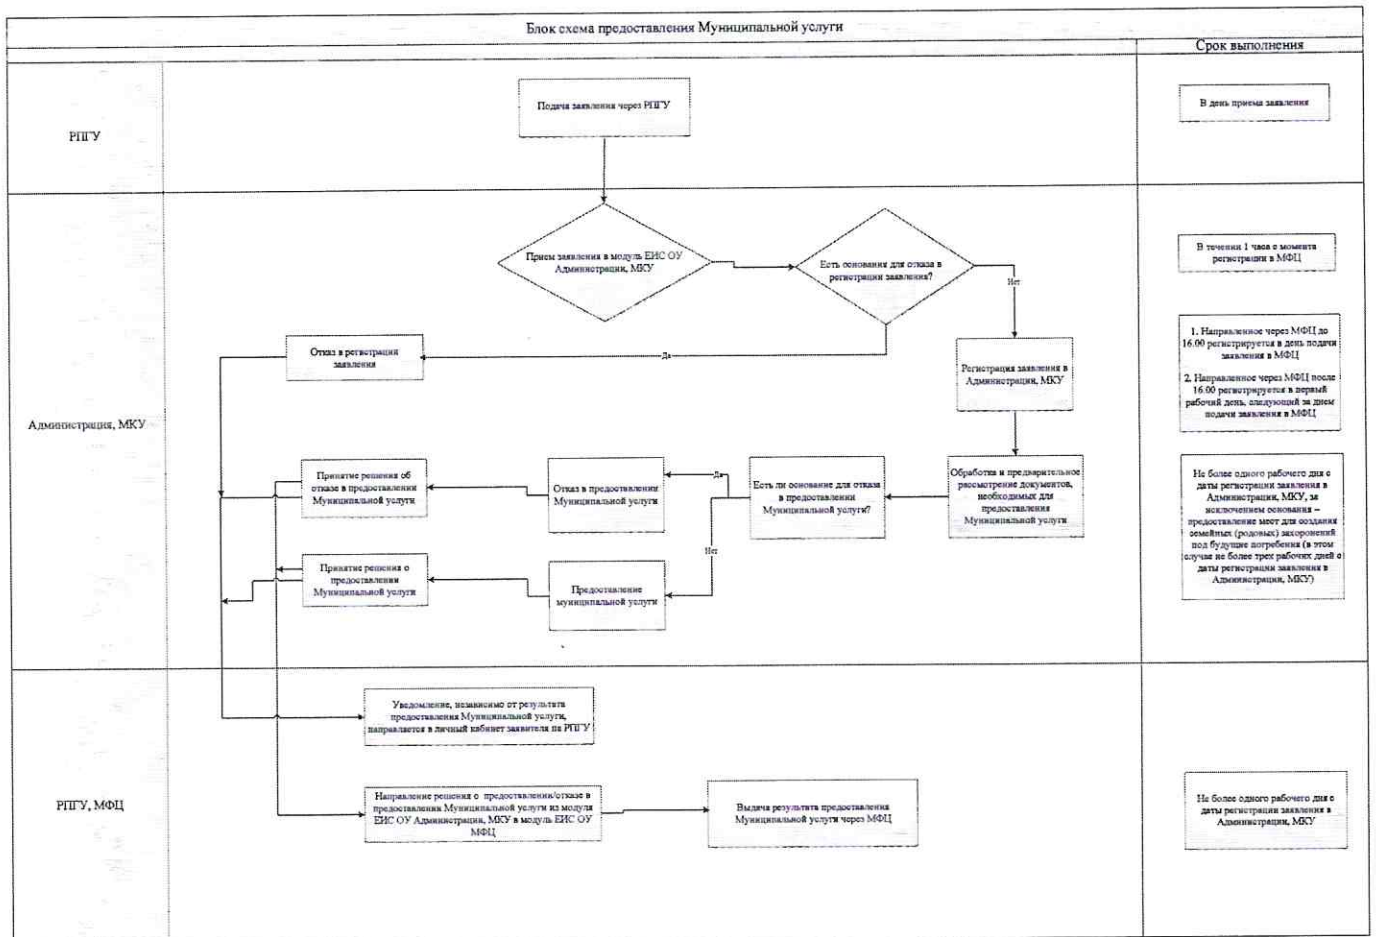 Блок схема предоставления Муниципальной услуги
Срок выполнения
РПГУ
Подача заявления через РПГУ
В день приема заявления
Администрация, МКУ
Прием заявления в модуль ЕИС ОУ
Администрации, МКУ
Есть основания для отказа в
регистрации заявления?
Нет
В течении 1 часа с момента
регистрации в МФЦ
Да
Отказ в регистрации
заявления
Регистрация заявления в
Администрации, МКУ
1. Направленное через МФЦ до
16.00 регистрируется в день подачи
заявления в МФЦ
2. Направленное через МФЦ после
16.00 регистрируется в первый
рабочий день, следующий за днем
подачи заявления в МФЦ
Принятие решения об
отказе в предоставлении
Муниципальной услуги
Отказ в предоставлении
Муниципальной услуги
Да
Есть ли основание для отказа
в предоставлении
Муниципальной услуги?
Обработка и предварительное
рассмотрение документов,
необходимых для
предоставления
Муниципальной услуги
Не более одного рабочего дня с
даты регистрации заявления в
Администрации, МКУ, за
исключением основания –
предоставление мест для создания
семейных (родовых) захоронений
под будущие погребения (в этом
случае не более трех рабочих дней с
даты регистрации заявления в
Администрации, МКУ)
Нет
Принятие решения о
предоставлении
Муниципальной услуги
Предоставление
муниципальной услуги
РПГУ, МФЦ
Уведомление, независимо от результата
предоставления Муниципальной услуги,
направляется в личный кабинет заявителя на РПГУ
Направление решения о предоставлении/отказе в
предоставлении Муниципальной услуги из модуля
ЕИС ОУ Администрации, МКУ в модуль ЕИС ОУ
МФЦ
Выдача результата предоставления
Муниципальной услуги через МФЦ
Не более одного рабочего дня с
даты регистрации заявления в
Администрации, МКУ